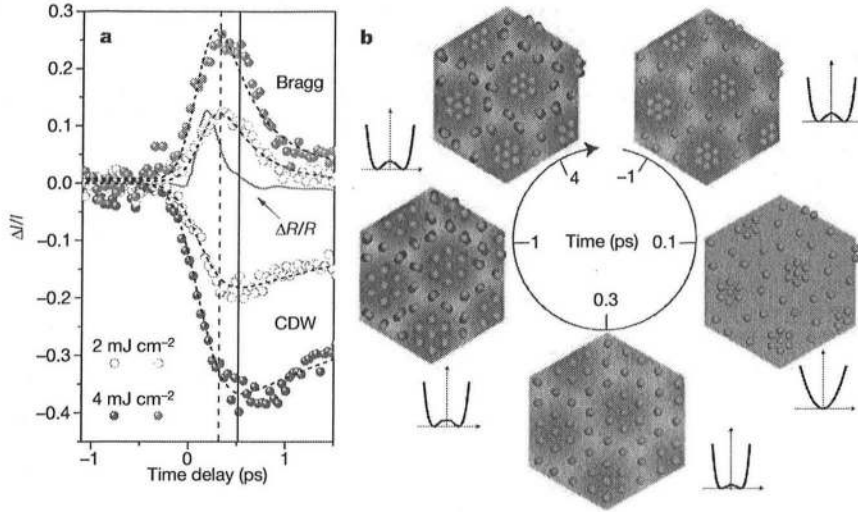 a
0.3
0.2
0.1
0.0
−0.1
−0.2
−0.3
−0.4
ΔI/I
Bragg
ΔR/R
CDW
2 mJ cm−2
4 mJ cm−2
−1
0
1
Time delay (ps)
b
4
−1
1
Time (ps)
0.1
0.3